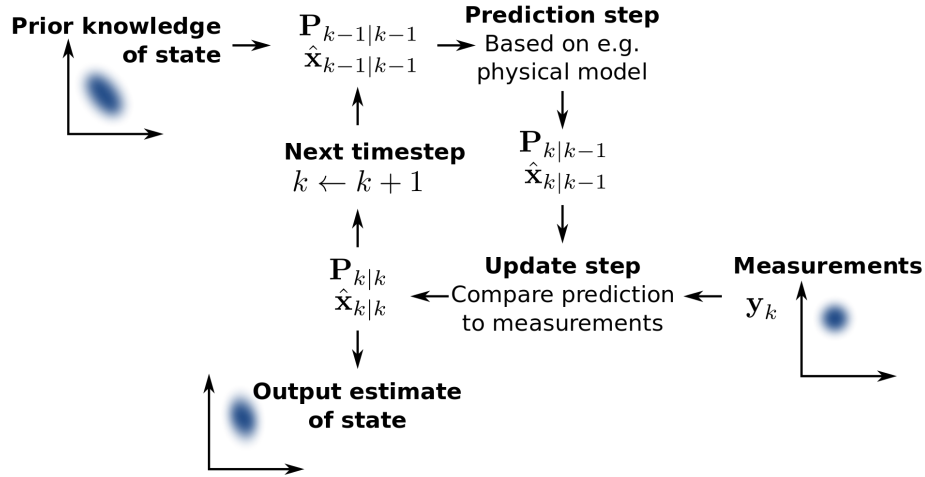 Prior knowledge
of state
P_{k-1|k-1}
x̂_{k-1|k-1}
Prediction step
Based on e.g.
physical model
P_{k|k-1}
x̂_{k|k-1}
Next timestep
k ← k + 1
P_{k|k}
x̂_{k|k}
Update step
Compare prediction
to measurements
Measurements
y_k
Output estimate
of state